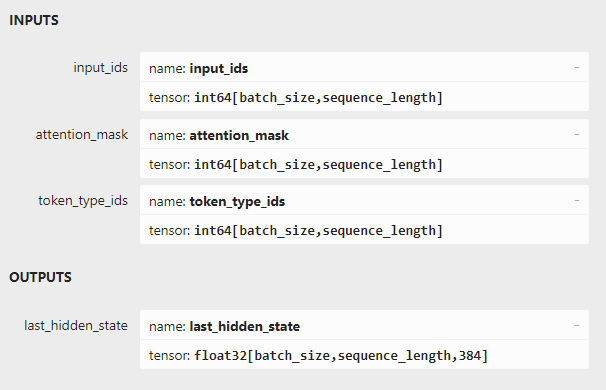 INPUTS
input_ids name: input_ids -
tensor: int64[batch_size,sequence_length]
attention_mask name: attention_mask -
tensor: int64[batch_size,sequence_length]
token_type_ids name: token_type_ids -
tensor: int64[batch_size,sequence_length]
OUTPUTS
last_hidden_state name: last_hidden_state -
tensor: float32[batch_size,sequence_length,384]